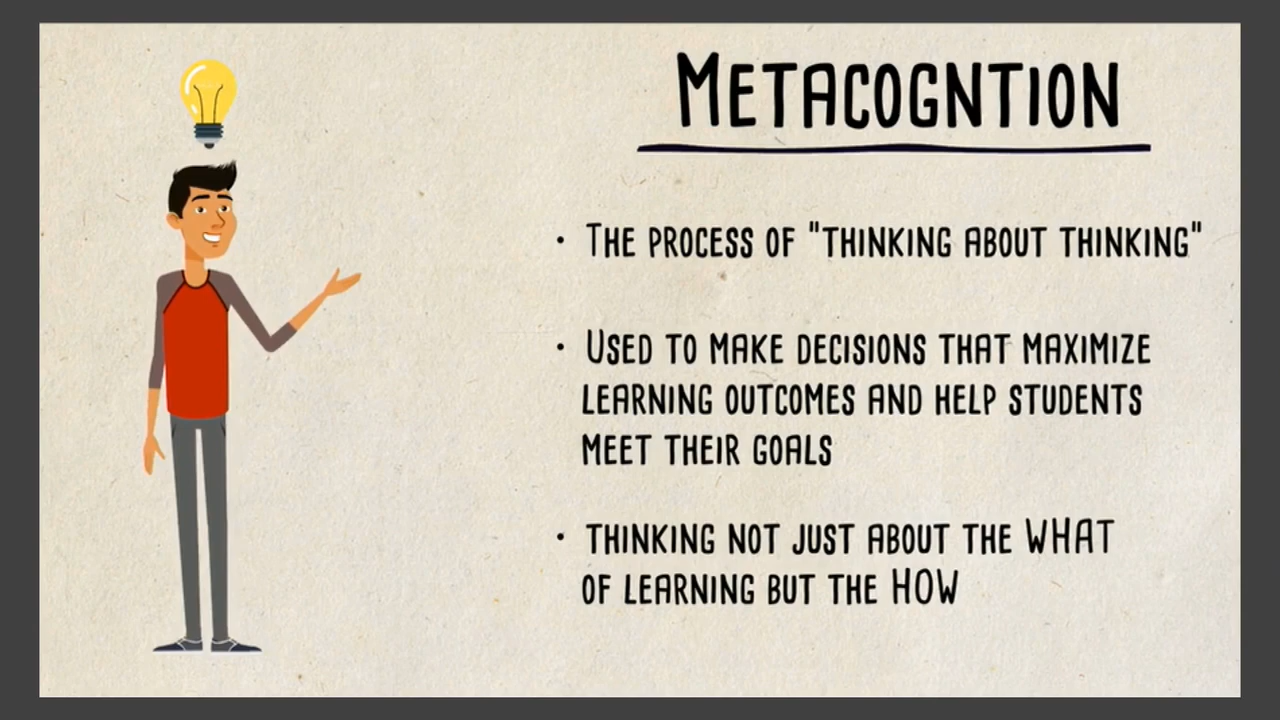 METACOGNTION
• THE PROCESS OF "THINKING ABOUT THINKING"
• USED TO MAKE DECISIONS THAT MAXIMIZE
LEARNING OUTCOMES AND HELP STUDENTS
MEET THEIR GOALS
• THINKING NOT JUST ABOUT THE WHAT
OF LEARNING BUT THE HOW